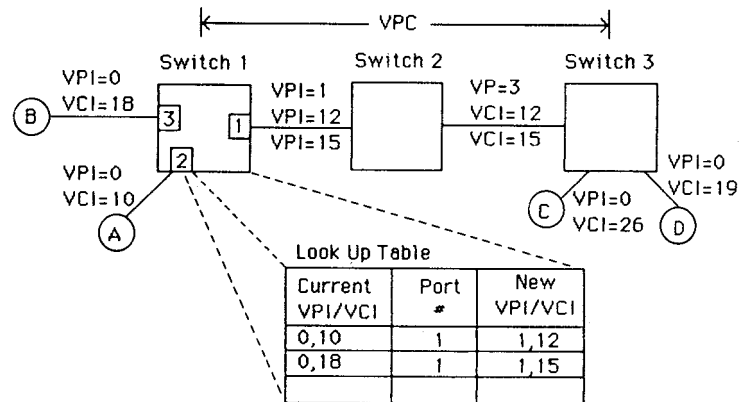 VPC
Switch 1
Switch 2
Switch 3
VPI=0
VCI=18
B
3
1
2
VPI=1
VPI=12
VPI=15
VP=3
VCI=12
VCI=15
VPI=0
VCI=10
A
C
VPI=0
VCI=26
VPI=0
VCI=19
D
Look Up Table
Current VPI/VCI
Port #
New VPI/VCI
0,10 1 1,12
0,18 1 1,15